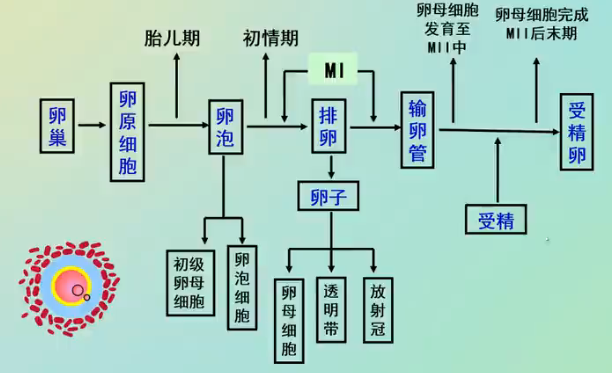 卵母细胞
发育至
MII中
卵母细胞完成
MII后末期
胎儿期
初情期
MI
卵
巢
卵
原
细
胞
卵
泡
排
卵
输
卵
管
受
精
卵
卵子
受精
初级
卵母
细胞
卵
泡
细
胞
卵
母
细
胞
透
明
带
放
射
冠